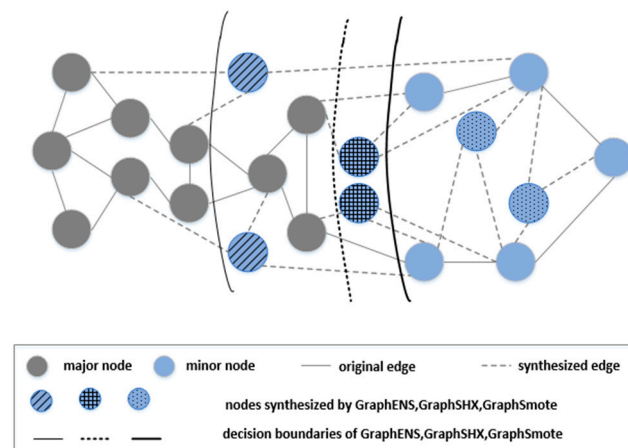 major node minor node original edge synthesized edge
nodes synthesized by GraphENS,GraphSHX,GraphSmote
decision boundaries of GraphENS,GraphSHX,GraphSmote